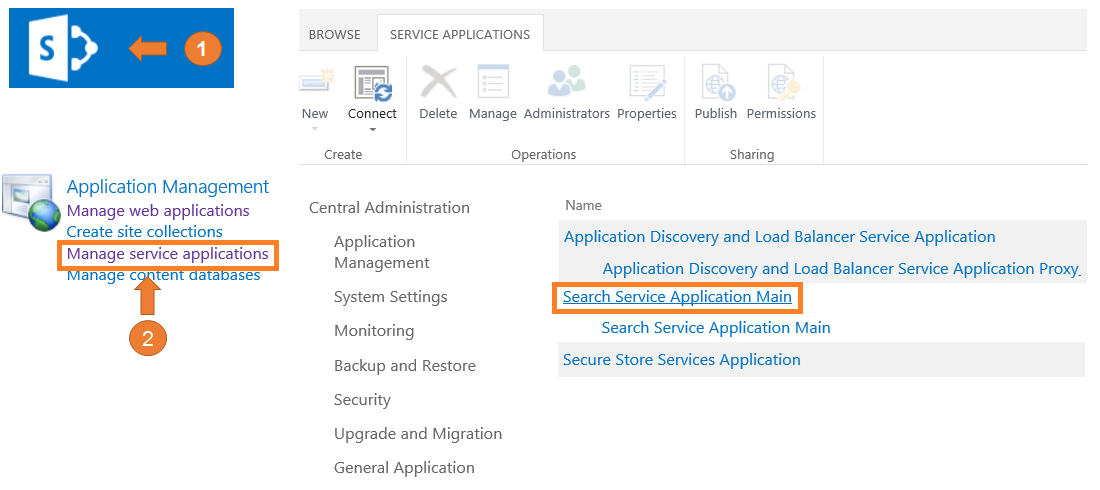 S
1
Application Management
Manage web applications
Create site collections
Manage service applications
Manage content databases
2
BROWSE
SERVICE APPLICATIONS
New
Connect
Delete
Manage
Administrators
Properties
Publish
Permissions
Create
Operations
Sharing
Central Administration
Application
Management
System Settings
Monitoring
Backup and Restore
Security
Upgrade and Migration
General Application
Name
Application Discovery and Load Balancer Service Application
Application Discovery and Load Balancer Service Application Proxy_
Search Service Application Main
Search Service Application Main
Secure Store Services Application